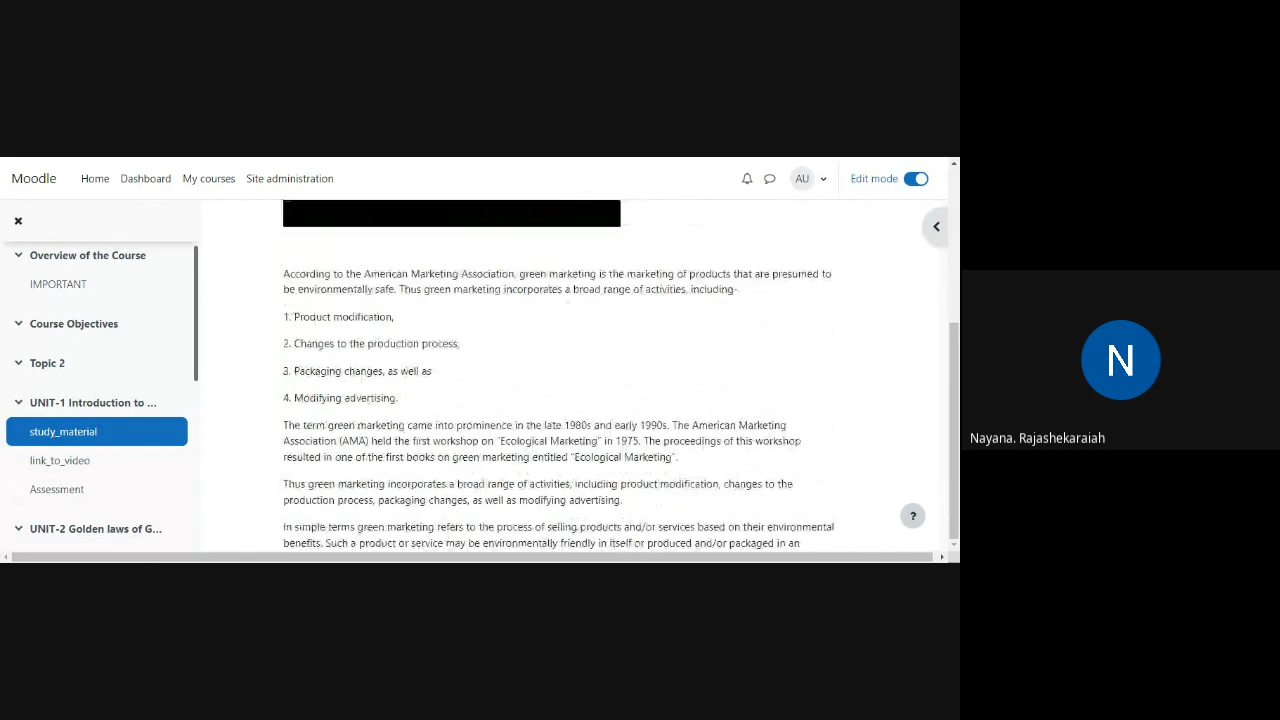 Moodle Home Dashboard My courses Site administration AU Edit mode
Overview of the Course
IMPORTANT
Course Objectives
Topic 2
UNIT-1 Introduction to ...
study_material
link_to_video
Assessment
UNIT-2 Golden laws of G...
According to the American Marketing Association, green marketing is the marketing of products that are presumed to
be environmentally safe. Thus green marketing incorporates a broad range of activities, including-
1. Product modification,
2. Changes to the production process,
3. Packaging changes, as well as
4. Modifying advertising.
The term green marketing came into prominence in the late 1980s and early 1990s. The American Marketing
Association (AMA) held the first workshop on "Ecological Marketing" in 1975. The proceedings of this workshop
resulted in one of the first books on green marketing entitled "Ecological Marketing".
Thus green marketing incorporates a broad range of activities, including product modification, changes to the
production process, packaging changes, as well as modifying advertising.
In simple terms green marketing refers to the process of selling products and/or services based on their environmental
benefits. Such a product or service may be environmentally friendly in itself or produced and/or packaged in an
?
N
Nayana. Rajashekaraiah